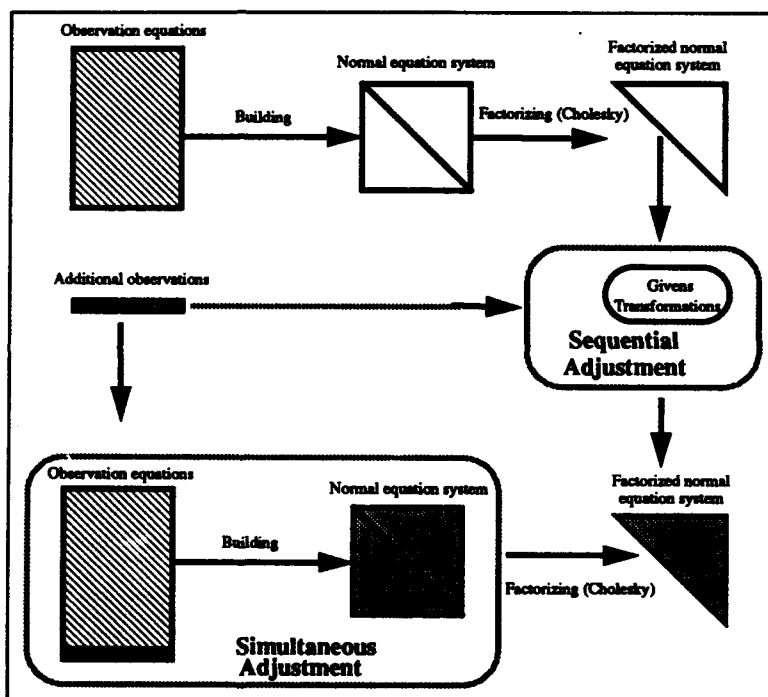 Observation equations
Building
Normal equation system
Factorizing (Cholesky)
Factorized normal
equation system
Additional observations
Givens
Transformations
Sequential
Adjustment
Observation equations
Building
Normal equation system
Simultaneous
Adjustment
Factorizing (Cholesky)
Factorized normal
equation system